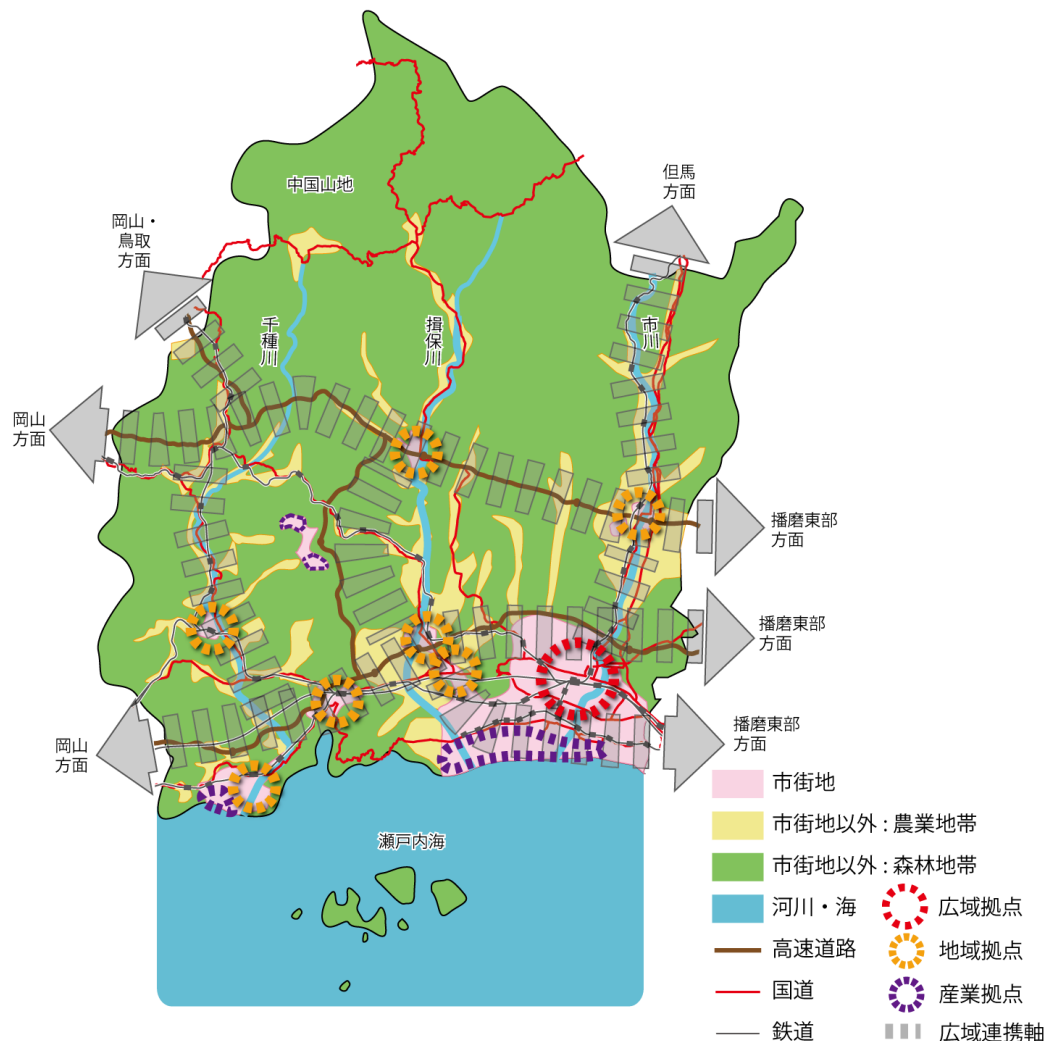 中国山地
但馬
方面
岡山・
鳥取
方面
千種川
揖保川
市川
岡山
方面
播磨東部
方面
播磨東部
方面
岡山
方面
播磨東部
方面
瀬戸内海
市街地
市街地以外：農業地帯
市街地以外：森林地帯
河川・海
広域拠点
高速道路
地域拠点
国道
産業拠点
鉄道
広域連携軸